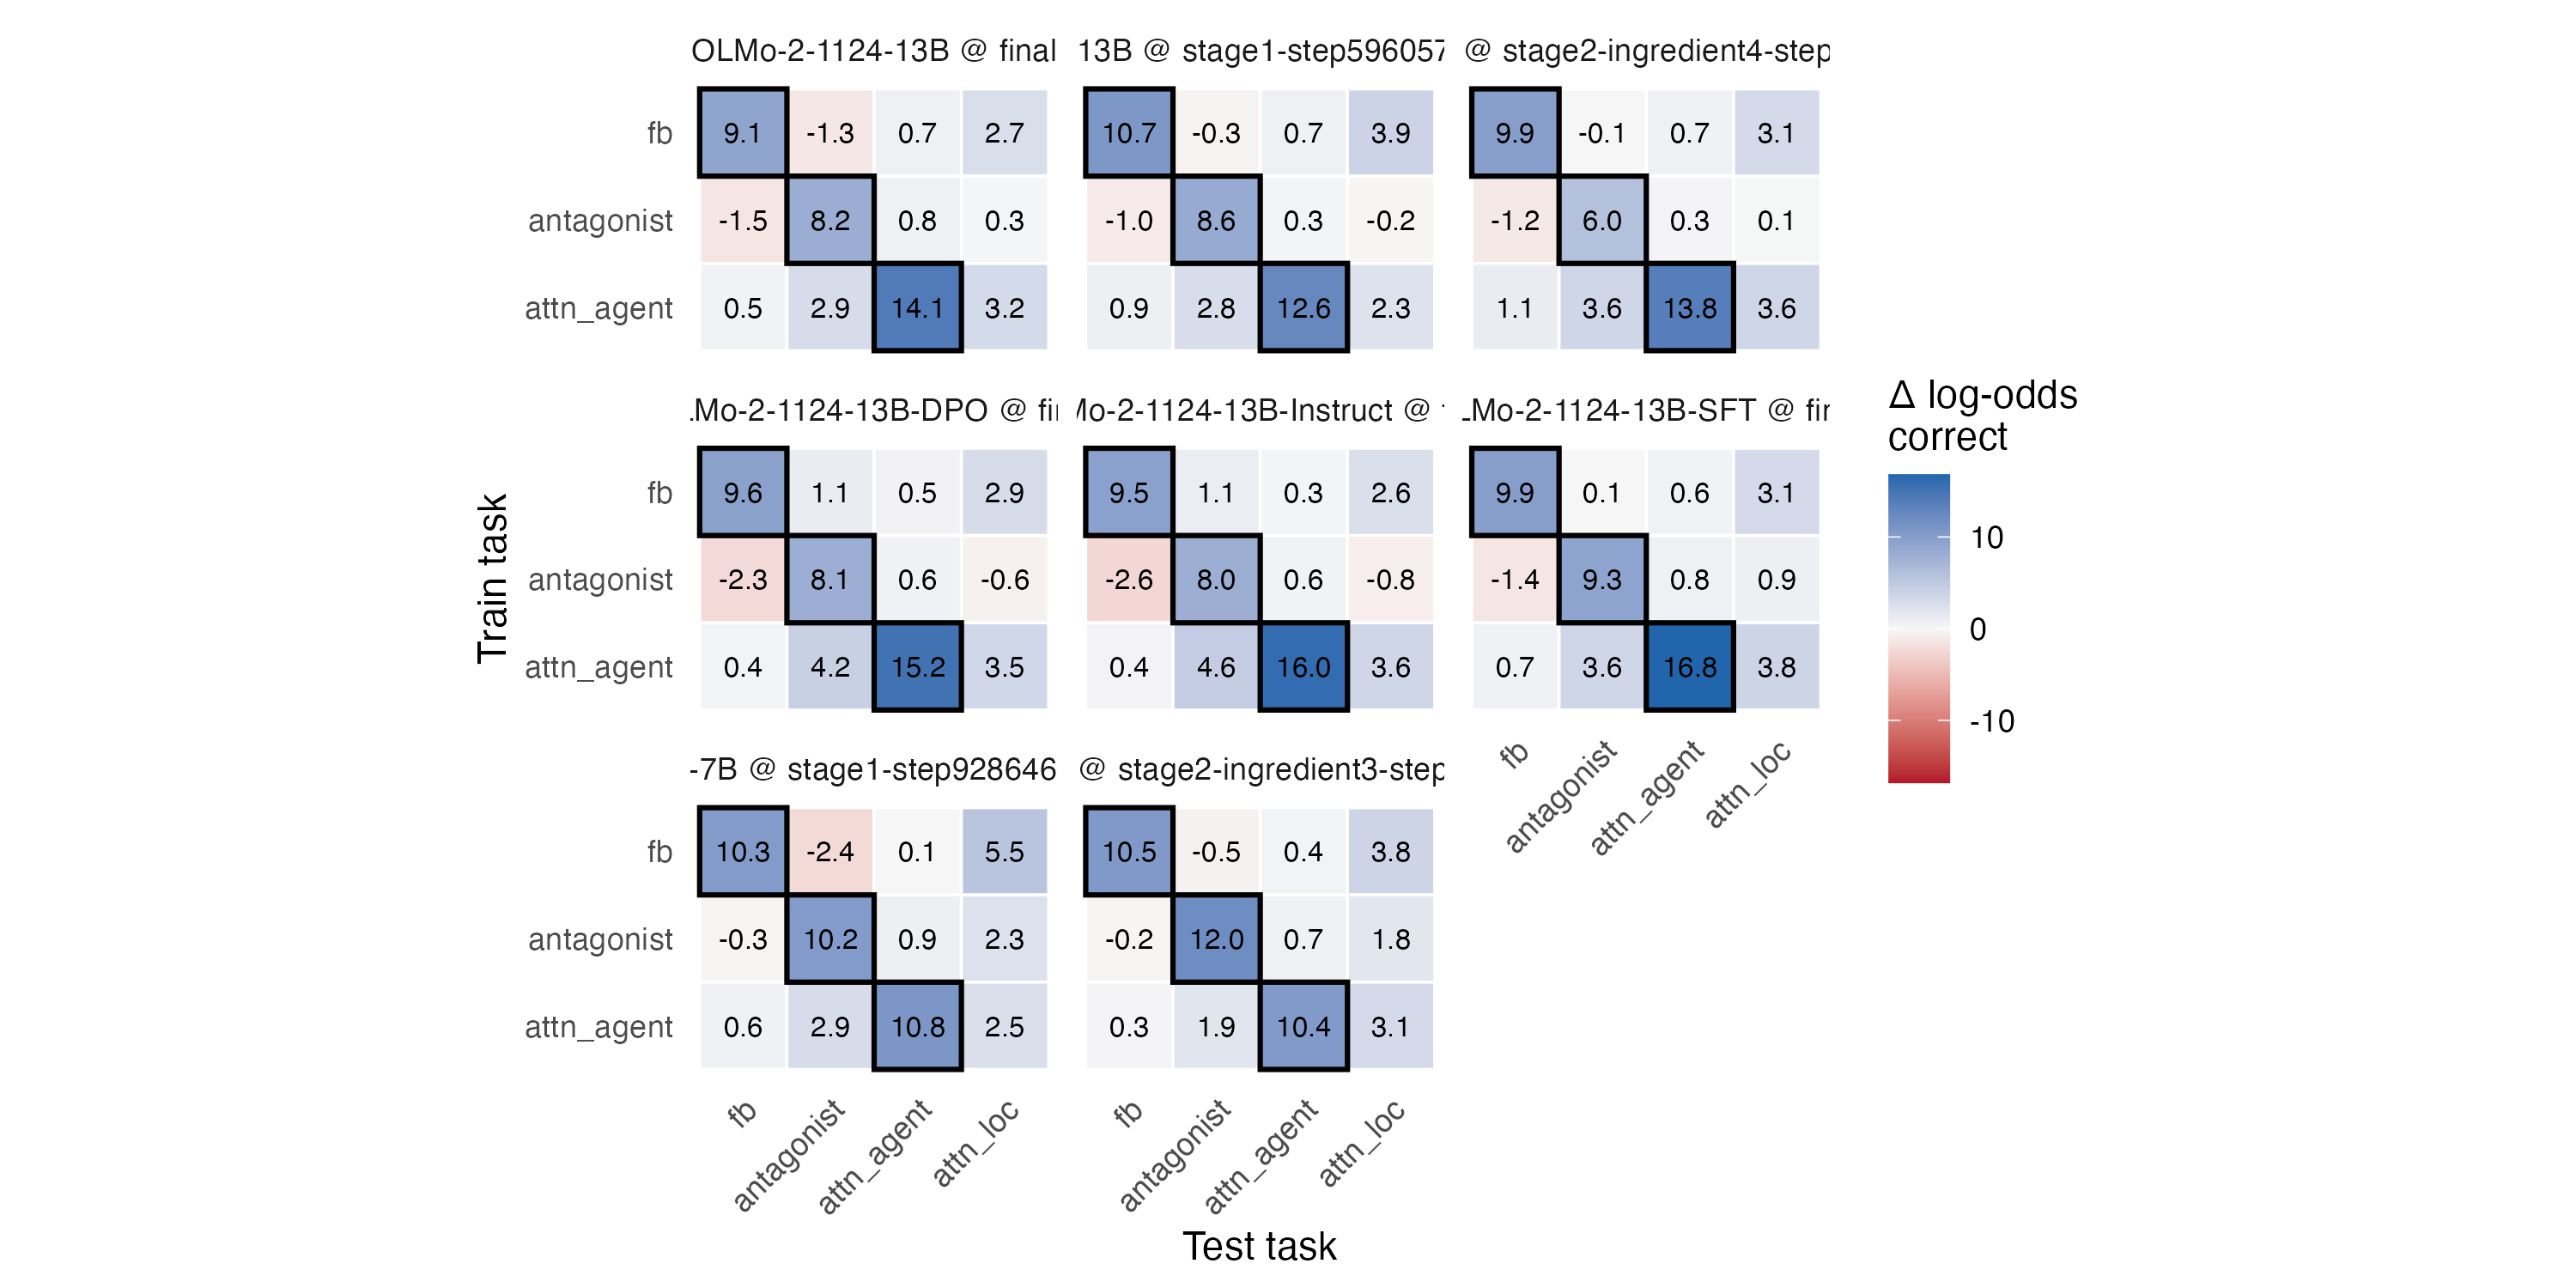 OLMo-2-1124-13B @ final
13B @ stage1-step596057
@ stage2-ingredient4-step
fb 9.1 -1.3 0.7 2.7 10.7 -0.3 0.7 3.9 9.9 -0.1 0.7 3.1
antagonist -1.5 8.2 0.8 0.3 -1.0 8.6 0.3 -0.2 -1.2 6.0 0.3 0.1
attn_agent 0.5 2.9 14.1 3.2 0.9 2.8 12.6 2.3 1.1 3.6 13.8 3.6
Mo-2-1124-13B-DPO @ fi
Mo-2-1124-13B-Instruct @
Mo-2-1124-13B-SFT @ fir
fb 9.6 1.1 0.5 2.9 9.5 1.1 0.3 2.6 9.9 0.1 0.6 3.1
antagonist -2.3 8.1 0.6 -0.6 -2.6 8.0 0.6 -0.8 -1.4 9.3 0.8 0.9
attn_agent 0.4 4.2 15.2 3.5 0.4 4.6 16.0 3.6 0.7 3.6 16.8 3.8
fb antagonist attn_agent attn_loc
-7B @ stage1-step928646
@ stage2-ingredient3-step
fb 10.3 -2.4 0.1 5.5 10.5 -0.5 0.4 3.8
antagonist -0.3 10.2 0.9 2.3 -0.2 12.0 0.7 1.8
attn_agent 0.6 2.9 10.8 2.5 0.3 1.9 10.4 3.1
fb antagonist attn_agent attn_loc fb antagonist attn_agent attn_loc
Train task
Test task
Δ log-odds
correct
10
0
-10